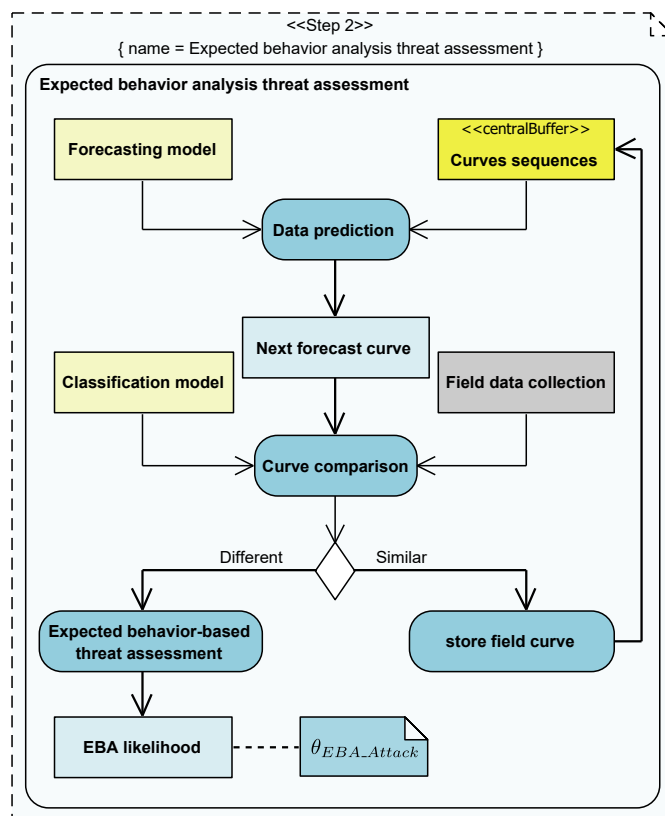 <<Step 2>>
{ name = Expected behavior analysis threat assessment }
Expected behavior analysis threat assessment
Forecasting model
<<centralBuffer>>
Curves sequences
Data prediction
Next forecast curve
Classification model
Field data collection
Curve comparison
Different
Similar
Expected behavior-based
threat assessment
store field curve
EBA likelihood
θ_{EBA_Attack}